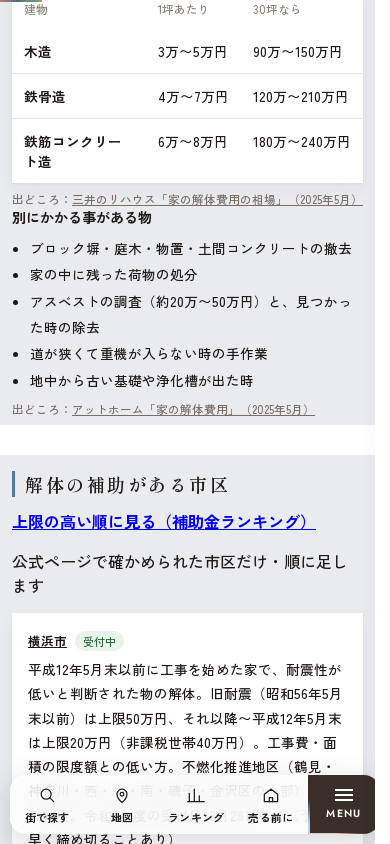 建物 1坪あたり 30坪なら
木造 3万〜5万円 90万〜150万円
鉄骨造 4万〜7万円 120万〜210万円
鉄筋コンクリー 6万〜8万円 180万〜240万円
ト造
出どころ：三井のリハウス「家の解体費用の相場」（2025年5月）
別にかかる事がある物
ブロック塀・庭木・物置・土間コンクリートの撤去
家の中に残った荷物の処分
アスベストの調査（約20万〜50万円）と、見つかっ
た時の除去
道が狭くて重機が入らない時の手作業
地中から古い基礎や浄化槽が出た時
出どころ：アットホーム「家の解体費用」（2025年5月）
解体の補助がある市区
上限の高い順に見る（補助金ランキング）
公式ページで確かめられた市区だけ・順に足し
ます
横浜市 受付中
平成12年5月末以前に工事を始めた家で、耐震性が
低いと判断された物の解体。旧耐震（昭和56年5月
末以前）は上限50万円、それ以降〜平成12年5月末
は上限20万円（非課税世帯40万円）。工事費・面
積の限度額との低い方。不燃化推進地区（鶴見・
街で探す 地図 ランキング 売る前に MENU
早く締め切ることあり）